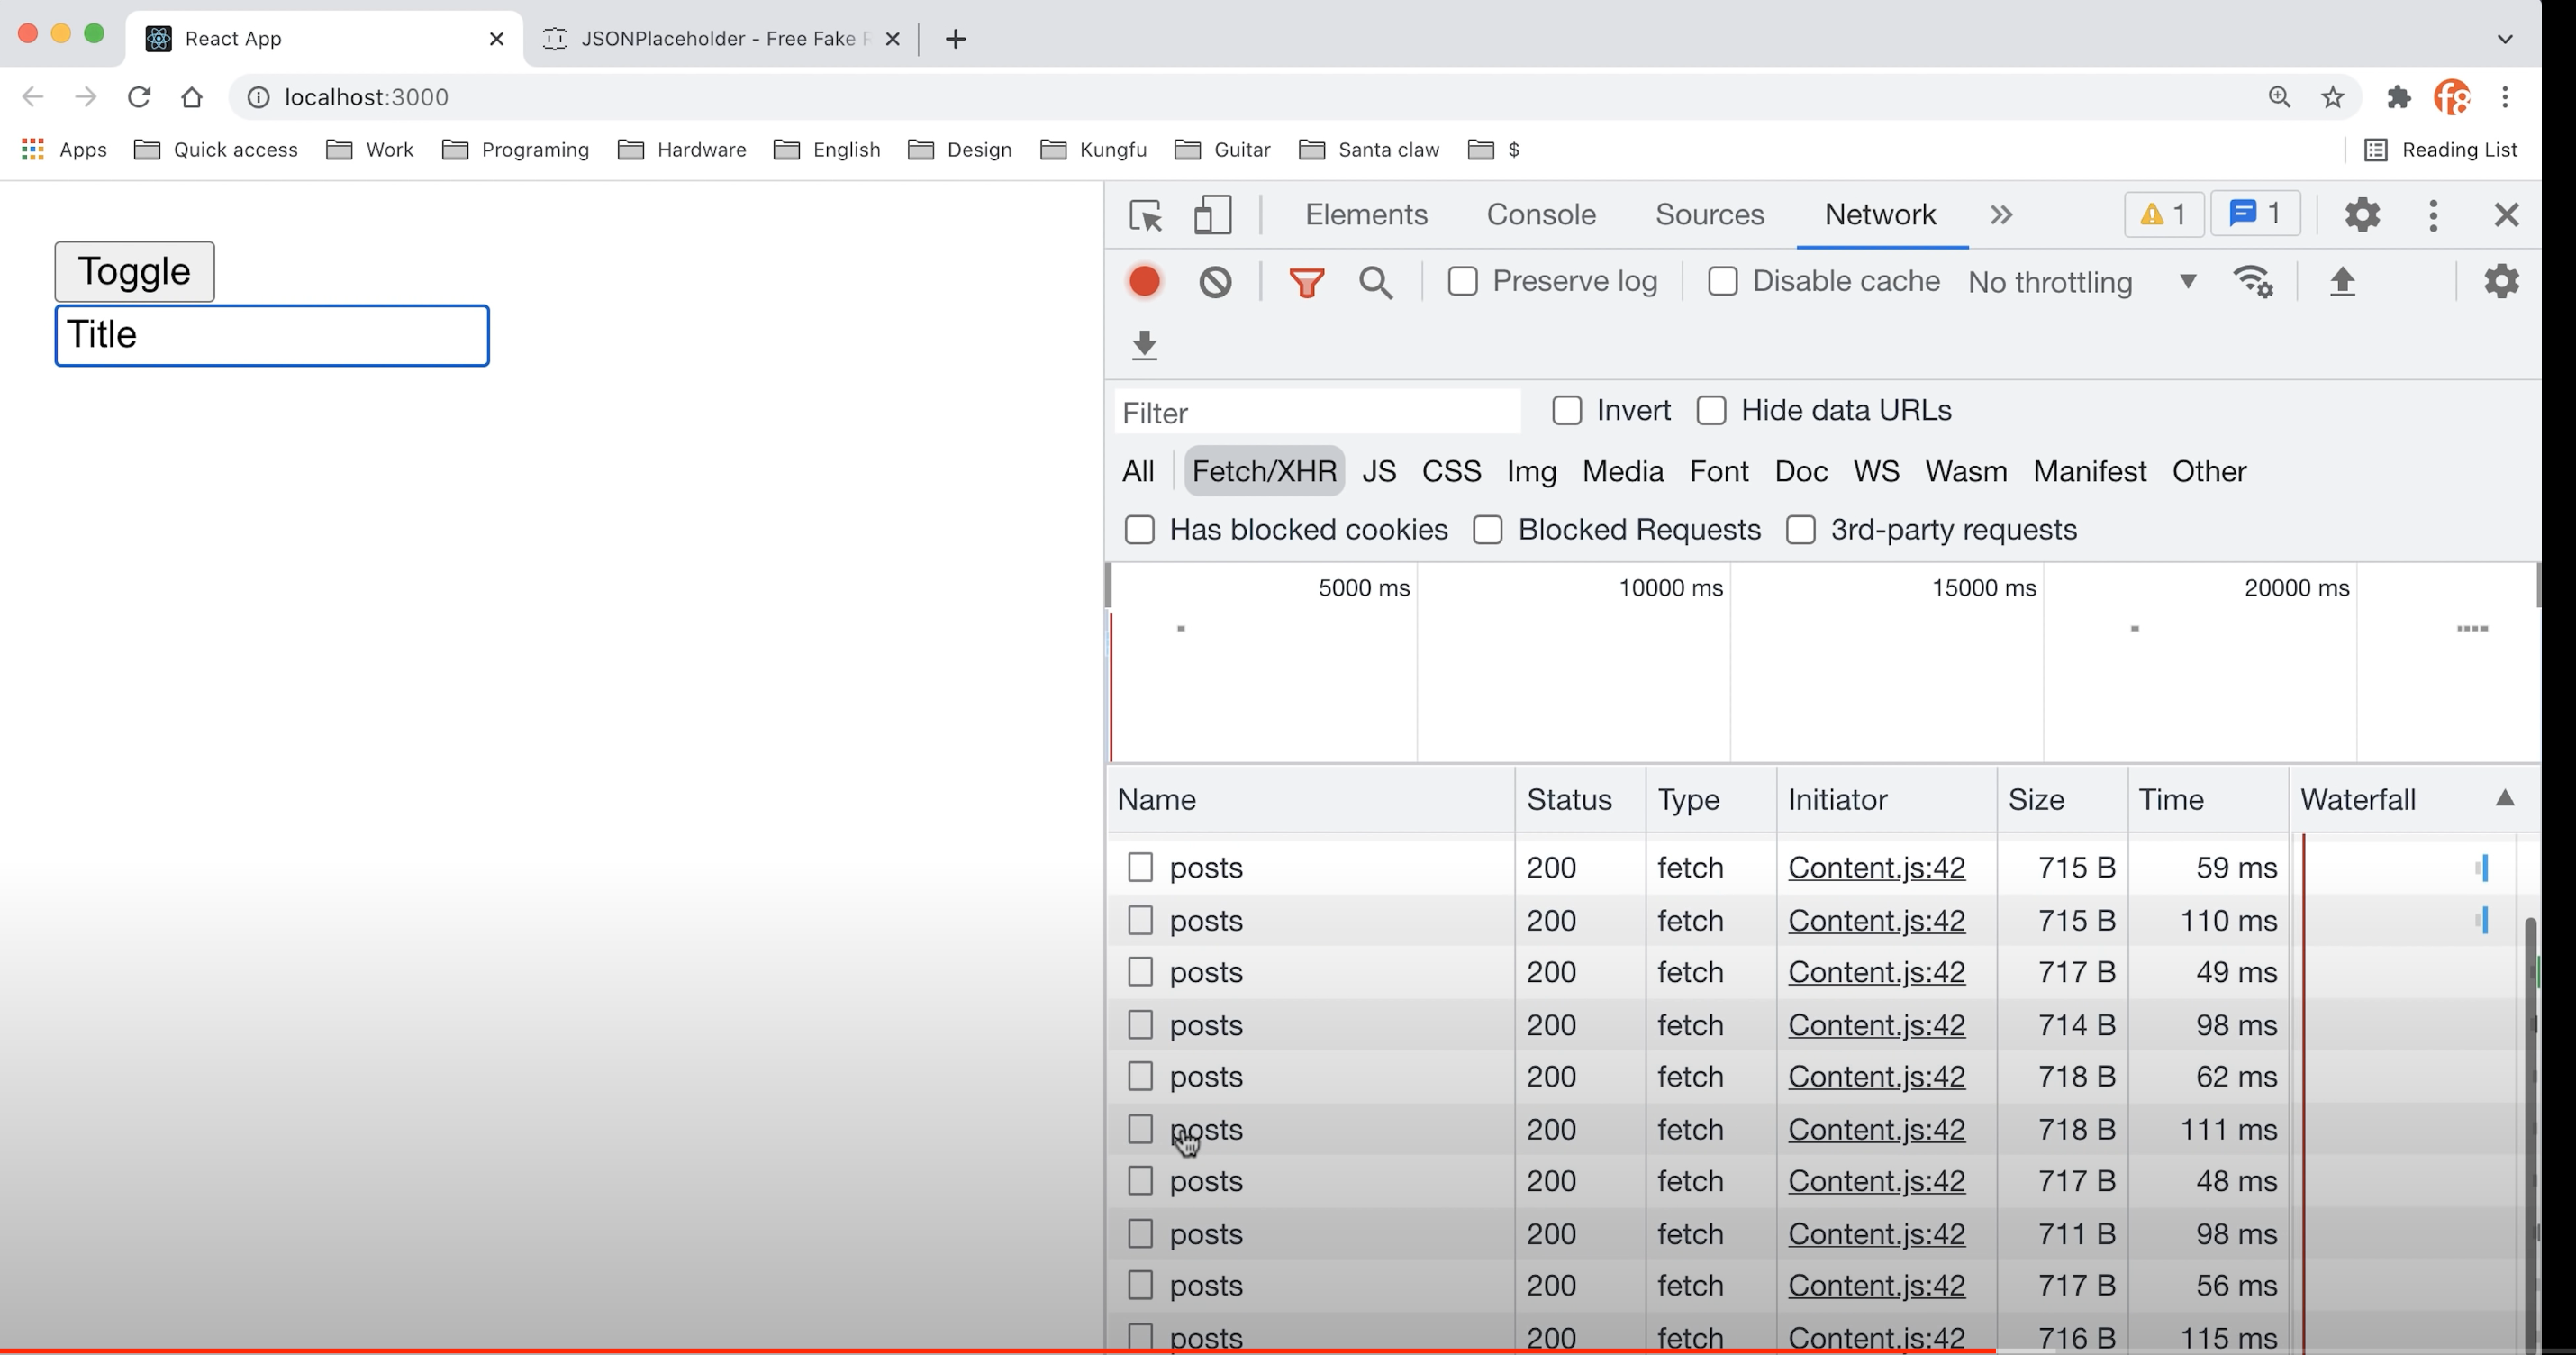 React App
JSONPlaceholder - Free Fake R
localhost:3000
Apps Quick access Work Programing Hardware English Design Kungfu Guitar Santa claw $ Reading List
Toggle
Title
Elements Console Sources Network 1 1
Preserve log Disable cache No throttling
Filter Invert Hide data URLs
All Fetch/XHR JS CSS Img Media Font Doc WS Wasm Manifest Other
Has blocked cookies Blocked Requests 3rd-party requests
5000 ms 10000 ms 15000 ms 20000 ms
Name Status Type Initiator Size Time Waterfall
posts 200 fetch Content.js:42 715 B 59 ms
posts 200 fetch Content.js:42 715 B 110 ms
posts 200 fetch Content.js:42 717 B 49 ms
posts 200 fetch Content.js:42 714 B 98 ms
posts 200 fetch Content.js:42 718 B 62 ms
posts 200 fetch Content.js:42 718 B 111 ms
posts 200 fetch Content.js:42 717 B 48 ms
posts 200 fetch Content.js:42 711 B 98 ms
posts 200 fetch Content.js:42 717 B 56 ms
posts 200 fetch Content.js:42 716 B 115 ms